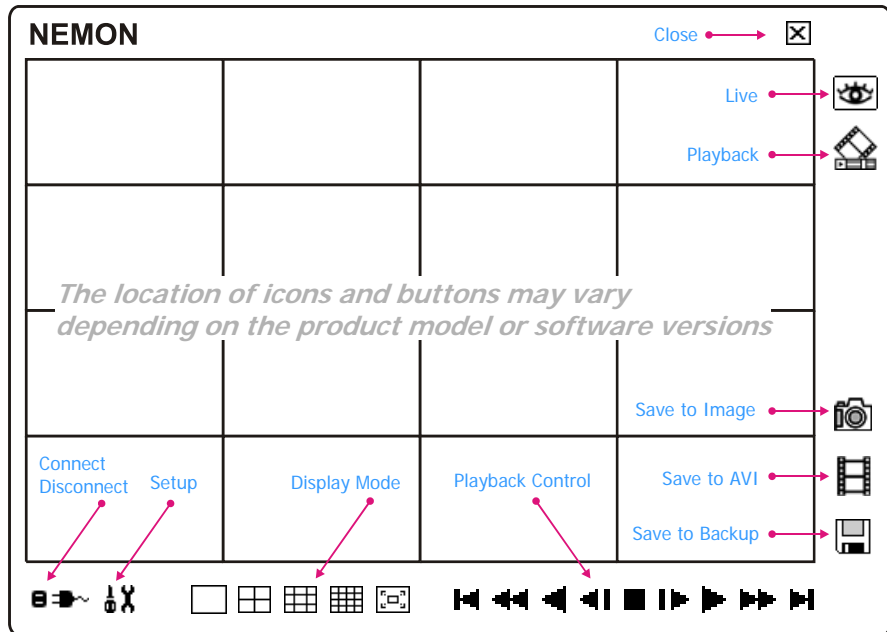 NEMON
Close
Live
Playback
The location of icons and buttons may vary
depending on the product model or software versions
Save to Image
Connect
Disconnect
Setup
Display Mode
Playback Control
Save to AVI
Save to Backup